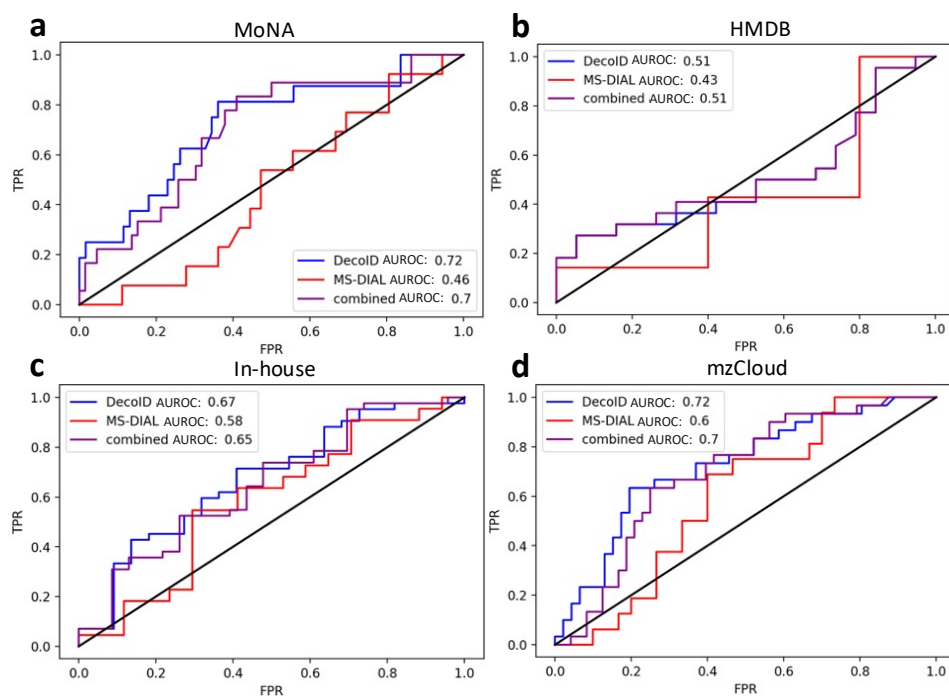 a
MoNA
1.0
0.8
0.6
0.4
0.2
0.0
TPR
DecoID AUROC: 0.72
MS-DIAL AUROC: 0.46
combined AUROC: 0.7
0.0 0.2 0.4 0.6 0.8 1.0
FPR
b
HMDB
DecoID AUROC: 0.51
MS-DIAL AUROC: 0.43
combined AUROC: 0.51
1.0
0.8
0.6
0.4
0.2
0.0
TPR
0.0 0.2 0.4 0.6 0.8 1.0
FPR
c
In-house
DecoID AUROC: 0.67
MS-DIAL AUROC: 0.58
combined AUROC: 0.65
1.0
0.8
0.6
0.4
0.2
0.0
TPR
0.0 0.2 0.4 0.6 0.8 1.0
FPR
d
mzCloud
DecoID AUROC: 0.72
MS-DIAL AUROC: 0.6
combined AUROC: 0.7
1.0
0.8
0.6
0.4
0.2
0.0
TPR
0.0 0.2 0.4 0.6 0.8 1.0
FPR